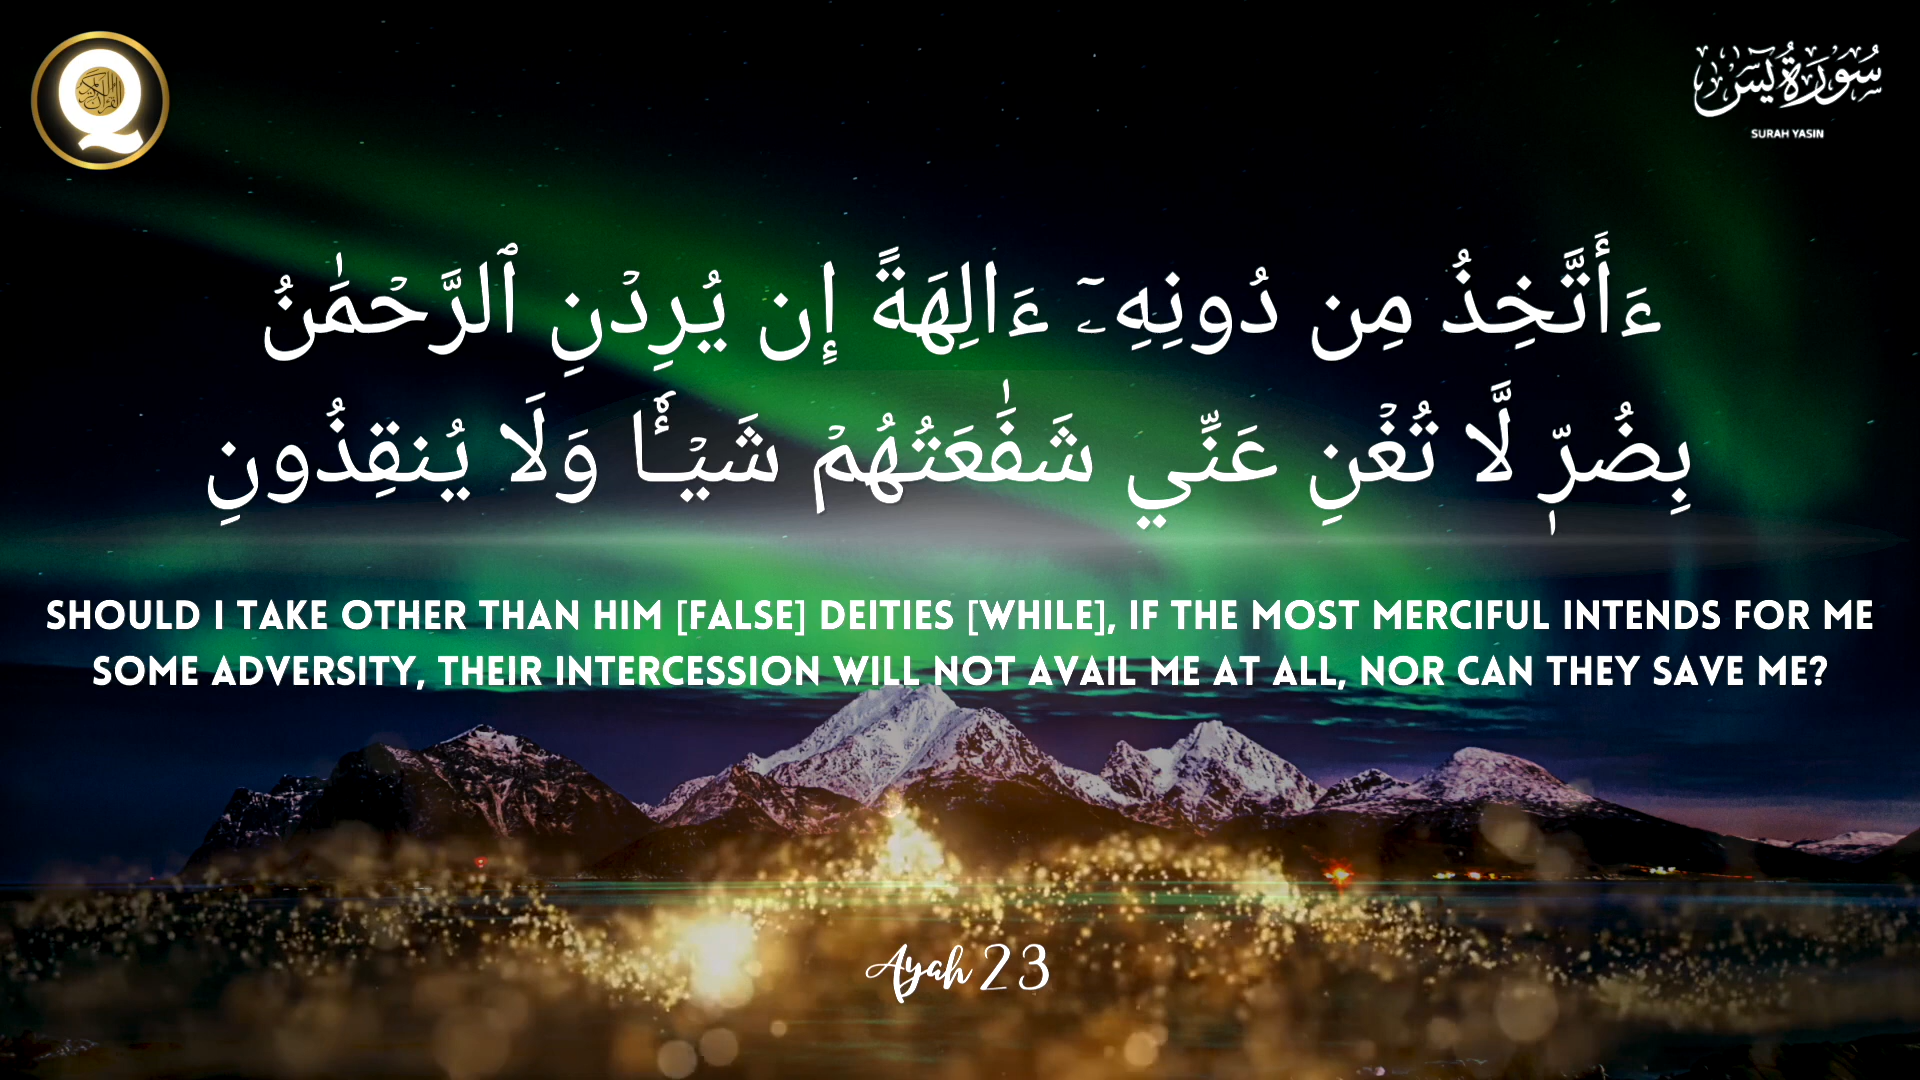 سُورَةُ يسٓ
SURAH YASIN
ءَأَتَّخِذُ مِن دُونِهِۦٓ ءَالِهَةً إِن يُرِدْنِ ٱلرَّحْمَٰنُ
بِضُرٍّ لَّا تُغْنِ عَنِّي شَفَٰعَتُهُمْ شَيْـًٔا وَلَا يُنقِذُونِ
SHOULD I TAKE OTHER THAN HIM [FALSE] DEITIES [WHILE], IF THE MOST MERCIFUL INTENDS FOR ME
SOME ADVERSITY, THEIR INTERCESSION WILL NOT AVAIL ME AT ALL, NOR CAN THEY SAVE ME?
Ayah 23